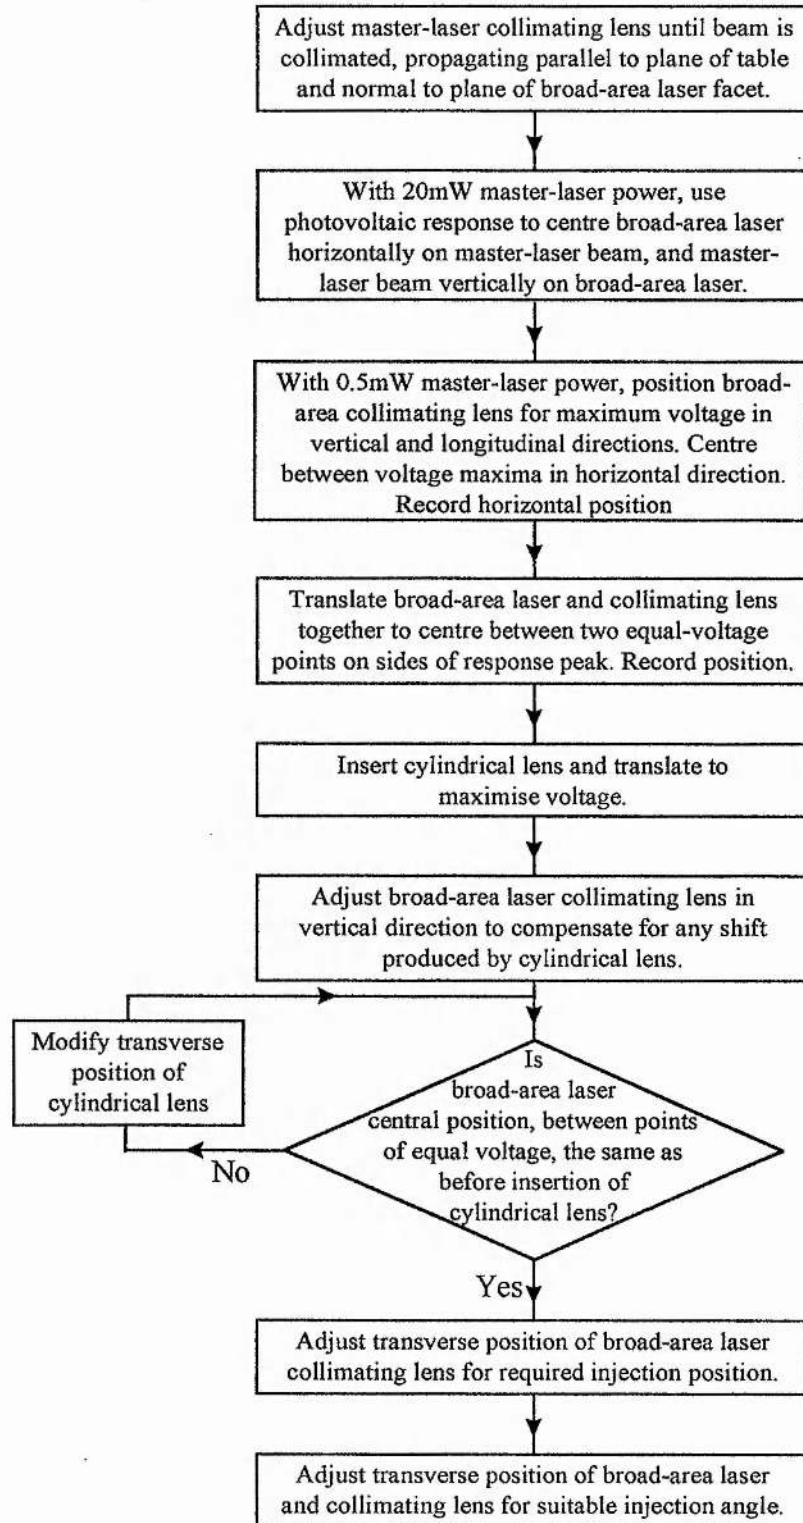 Adjust master-laser collimating lens until beam is
collimated, propagating parallel to plane of table
and normal to plane of broad-area laser facet.
With 20mW master-laser power, use
photovoltaic response to centre broad-area laser
horizontally on master-laser beam, and master-
laser beam vertically on broad-area laser.
With 0.5mW master-laser power, position broad-
area collimating lens for maximum voltage in
vertical and longitudinal directions. Centre
between voltage maxima in horizontal direction.
Record horizontal position
Translate broad-area laser and collimating lens
together to centre between two equal-voltage
points on sides of response peak. Record position.
Insert cylindrical lens and translate to
maximise voltage.
Adjust broad-area laser collimating lens in
vertical direction to compensate for any shift
produced by cylindrical lens.
Modify transverse
position of
cylindrical lens
Is
broad-area laser
central position, between points
of equal voltage, the same as
before insertion of
cylindrical lens?
No
Yes
Adjust transverse position of broad-area laser
collimating lens for required injection position.
Adjust transverse position of broad-area laser
and collimating lens for suitable injection angle.